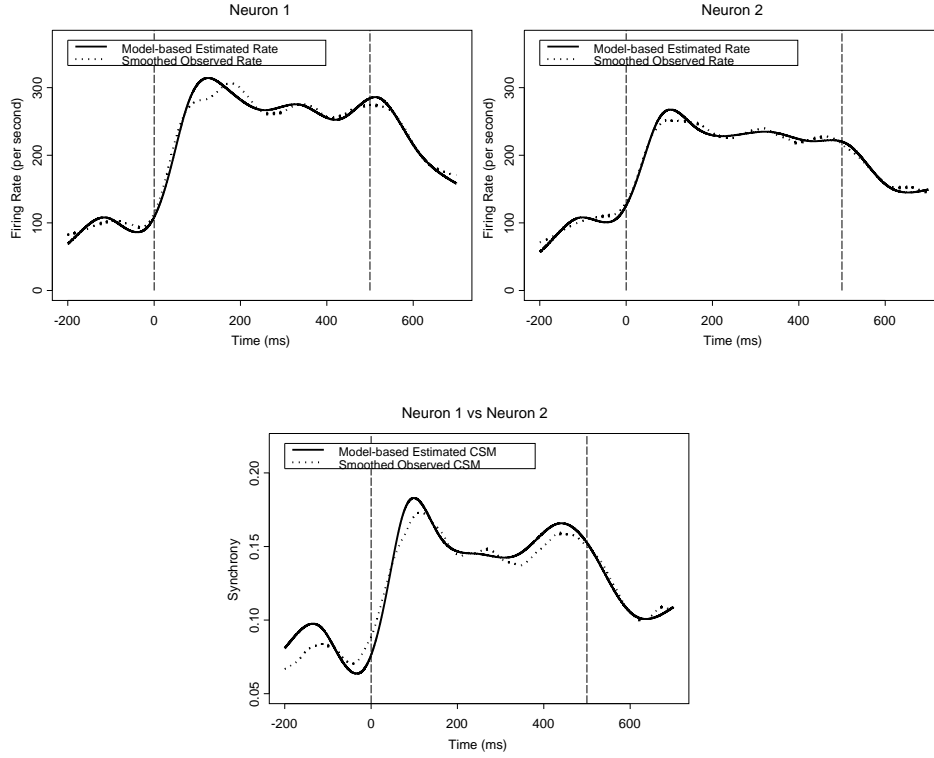 Neuron 1
Model-based Estimated Rate
Smoothed Observed Rate
Firing Rate (per second)
0 100 200 300
-200 0 200 400 600
Time (ms)
Neuron 2
Model-based Estimated Rate
Smoothed Observed Rate
Firing Rate (per second)
0 100 200 300
-200 0 200 400 600
Time (ms)
Neuron 1 vs Neuron 2
Model-based Estimated CSM
Smoothed Observed CSM
Synchrony
0.05 0.10 0.15 0.20
-200 0 200 400 600
Time (ms)